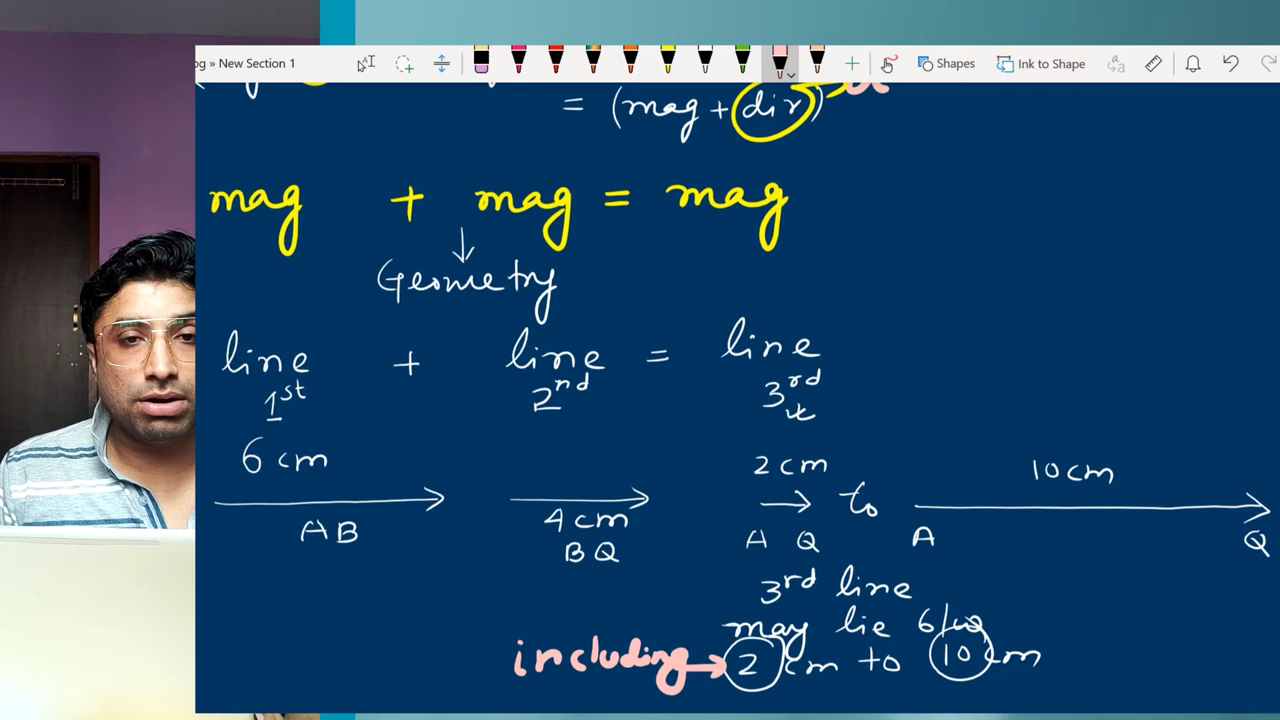 og » New Section 1
Shapes
Ink to Shape
= (mag + dir)
mag + mag = mag
Geometry
line + line = line
1st 2nd 3rd
6 cm
2 cm
10 cm
to
4 cm
AB
BQ
A Q
A
Q
3rd line
may lie b/w
including → 2 cm to 10 cm